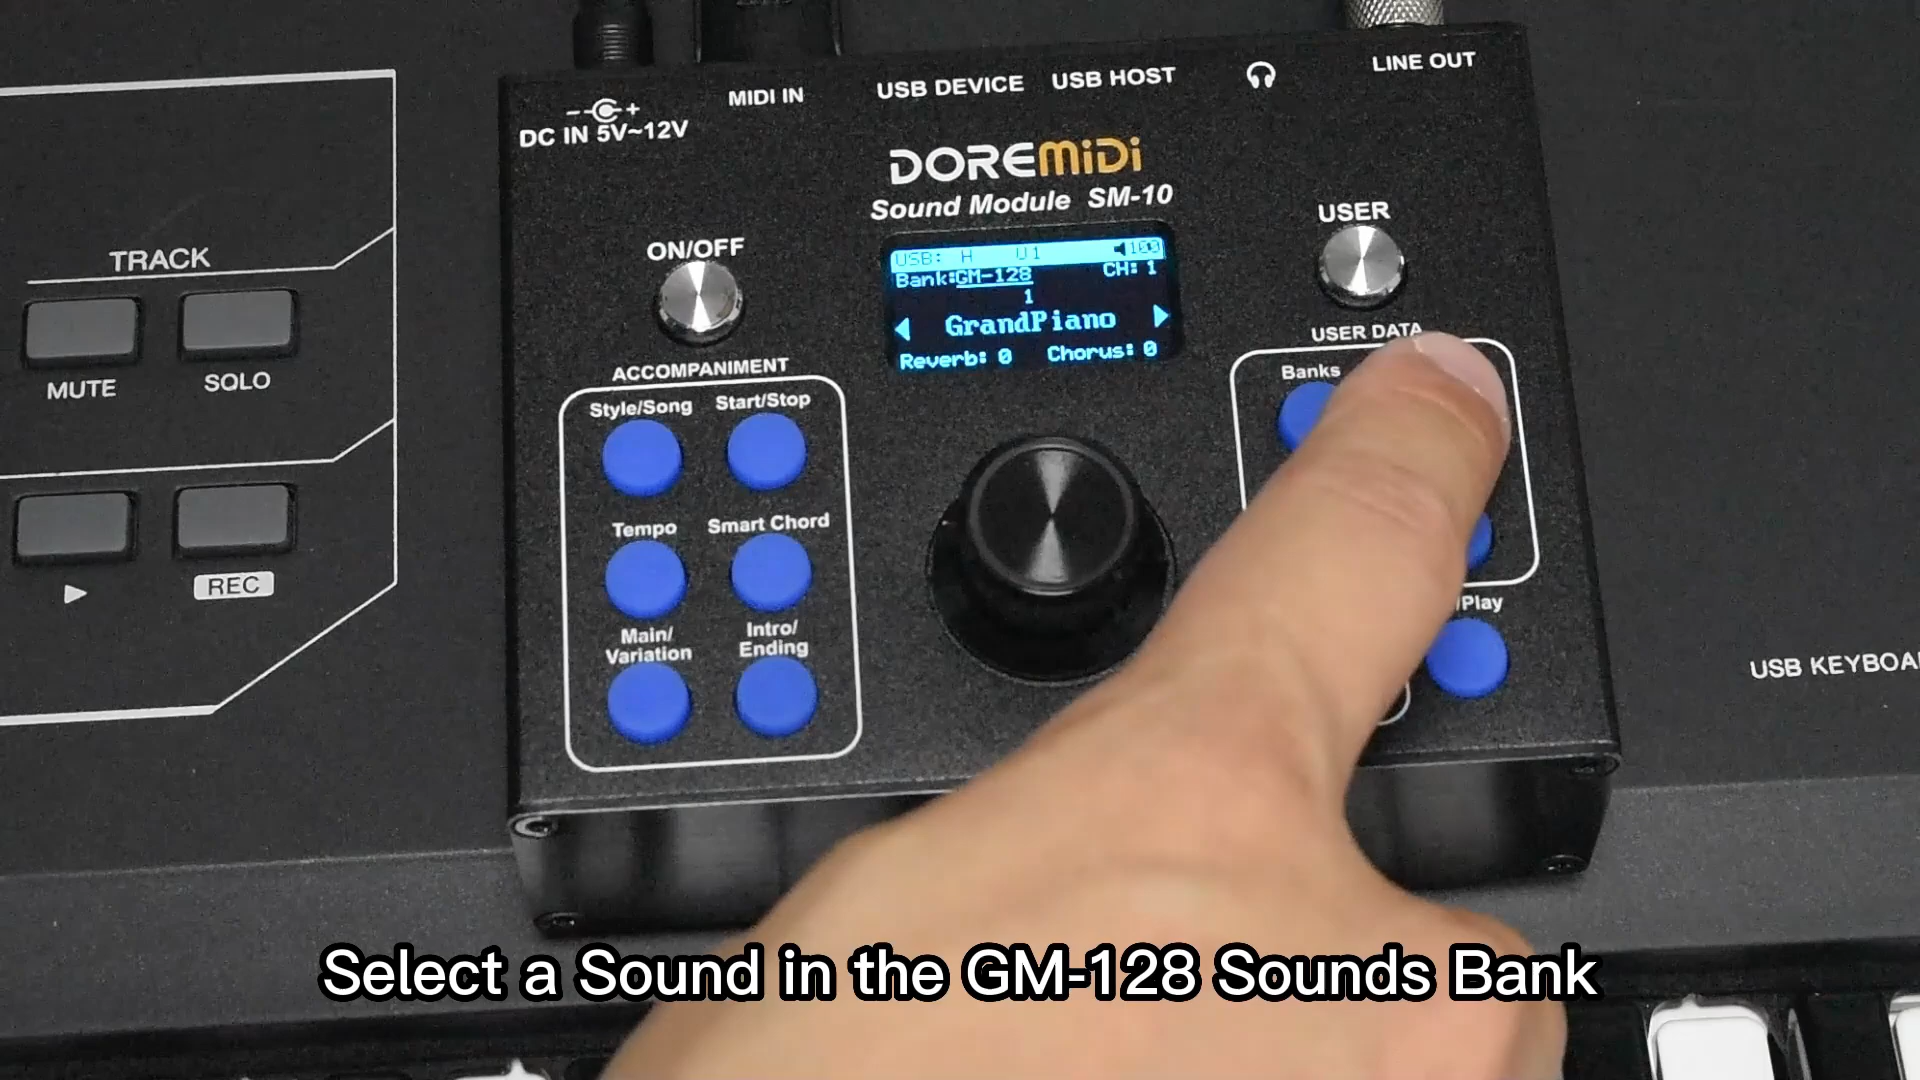 MIDI IN
USB DEVICE
USB HOST
LINE OUT
DC IN 5V~12V
DOREMiDi
Sound Module SM-10
ON/OFF
USER
USB: H U1 100
Bank:GM-128 CH: 1
1
GrandPiano
Reverb: 0 Chorus: 0
USER DATA
Banks
/Play
ACCOMPANIMENT
Style/Song Start/Stop
Tempo Smart Chord
Main/
Variation
Intro/
Ending
TRACK
MUTE SOLO
REC
USB KEYBOA
Select a Sound in the GM-128 Sounds Bank